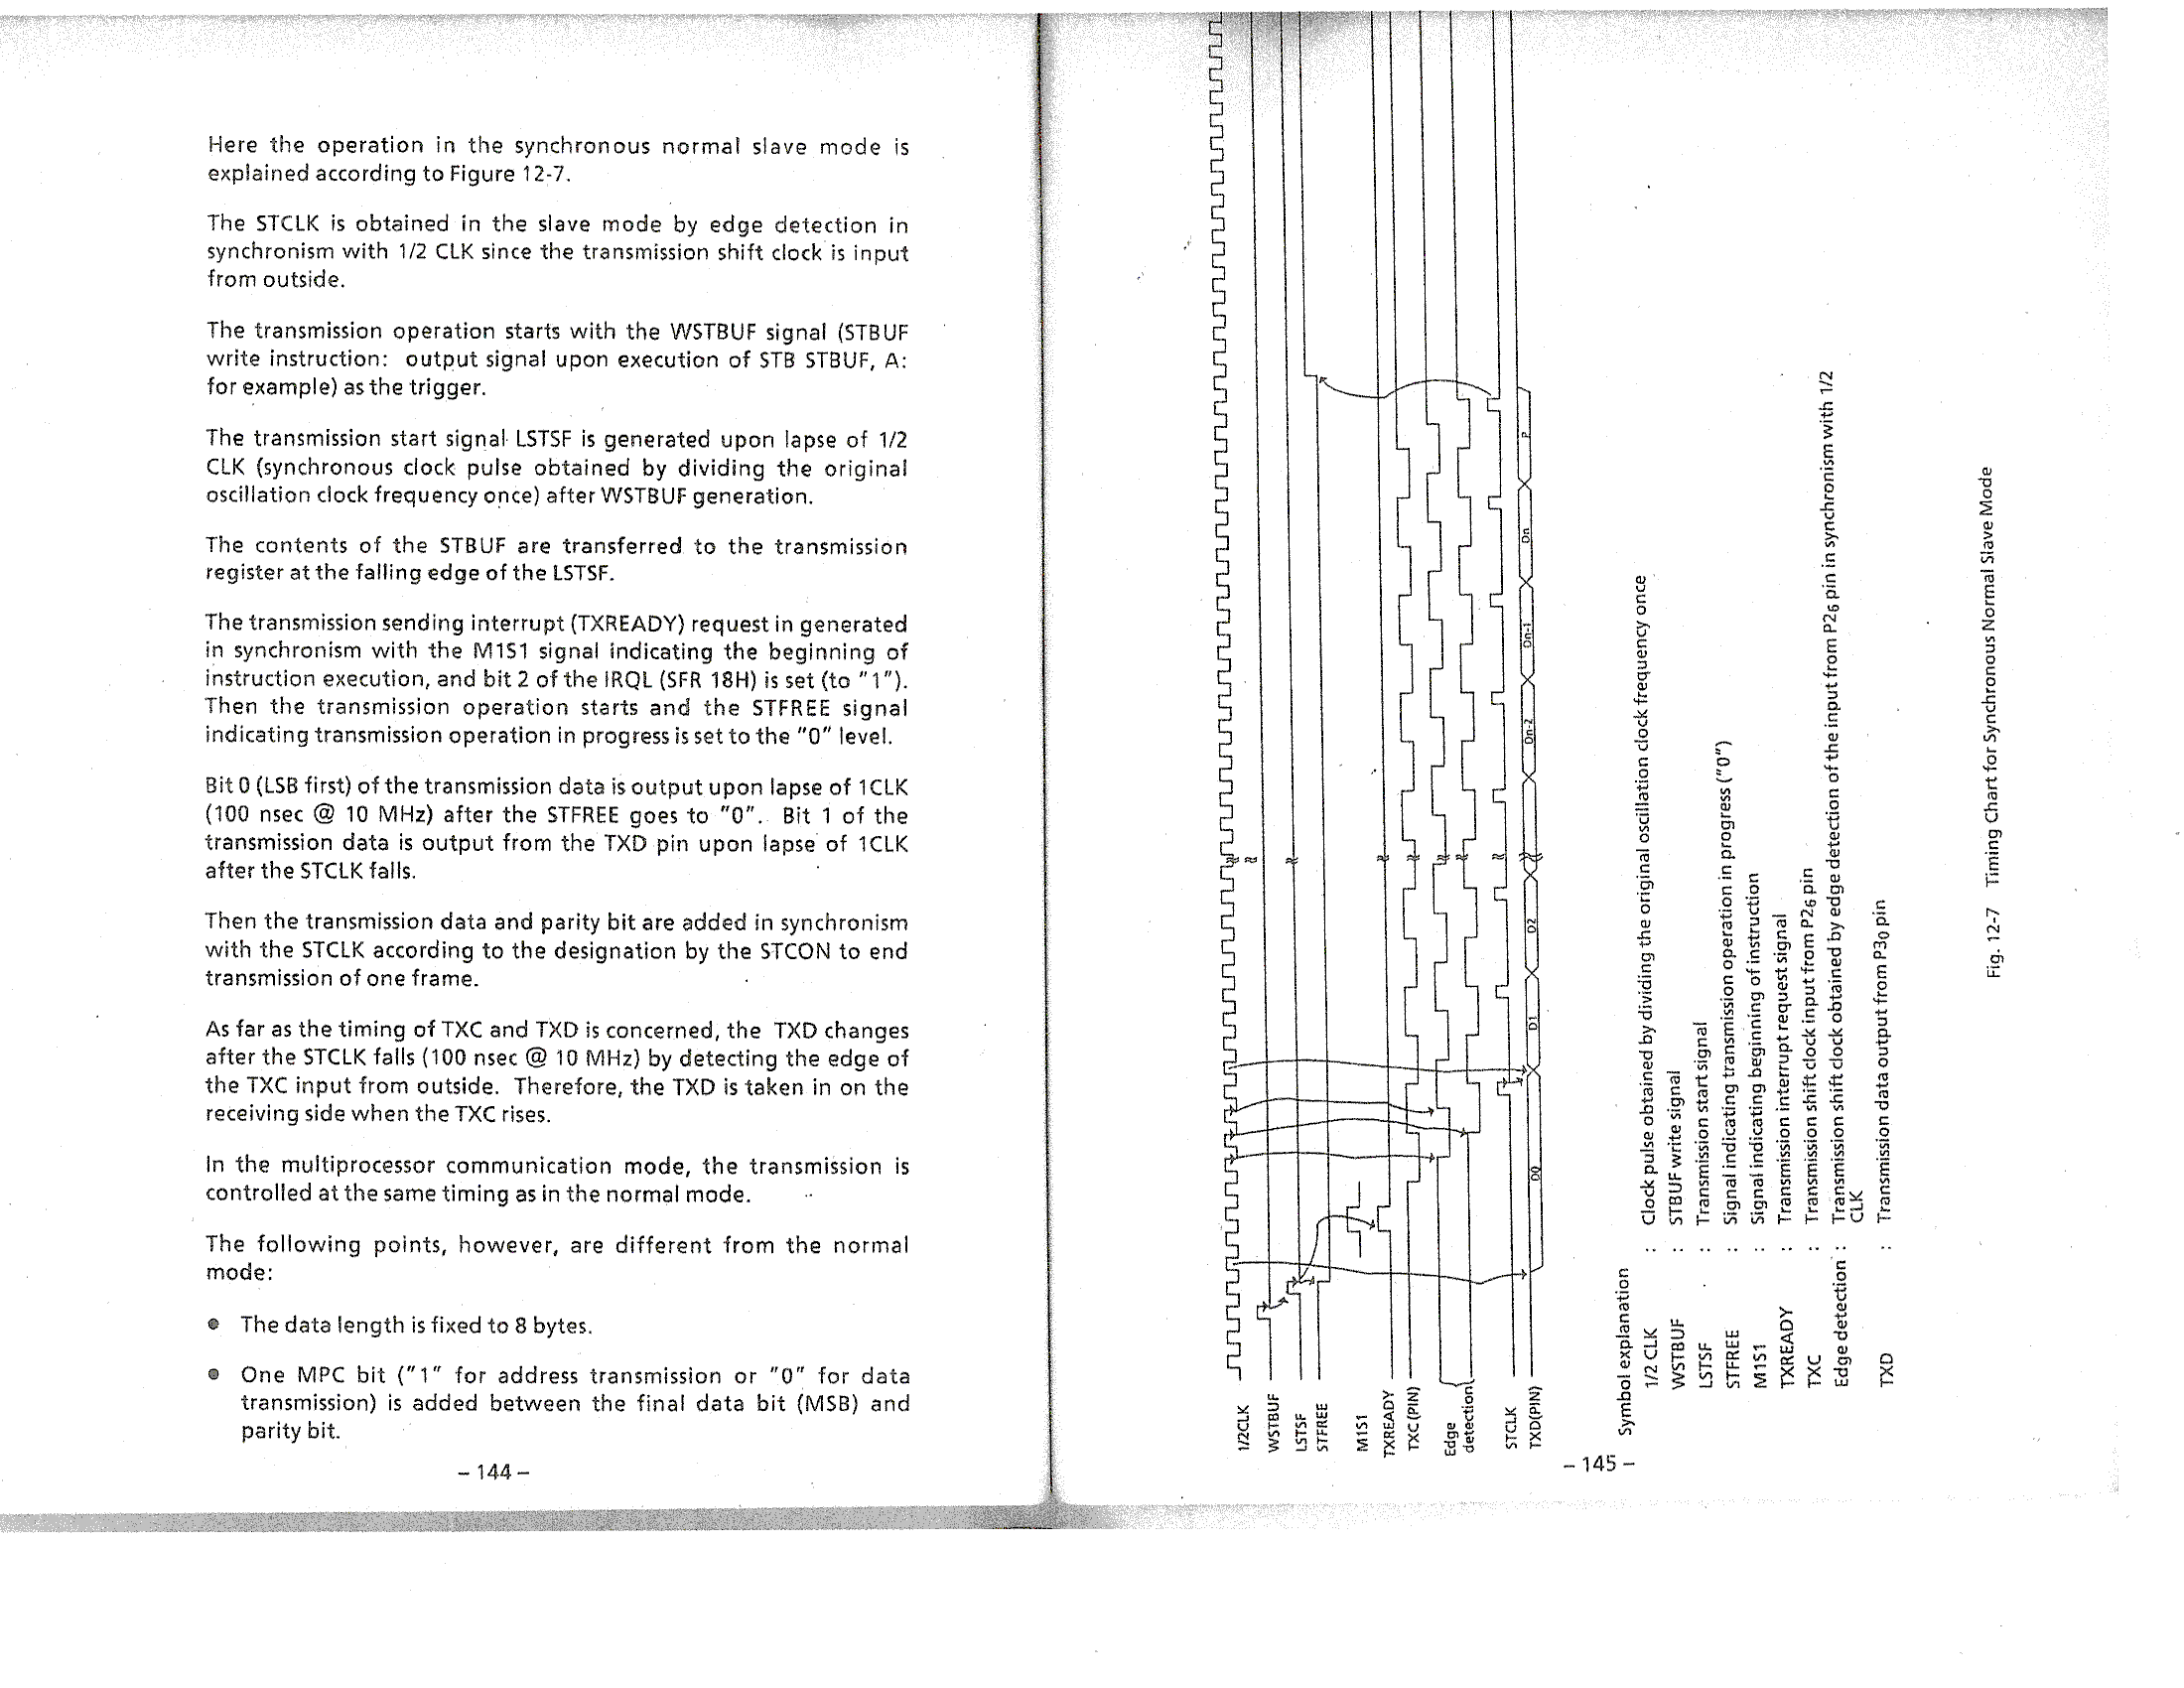 Here the operation in the synchronous normal slave mode is
explained according to Figure 12-7.
The STCLK is obtained in the slave mode by edge detection in
synchronism with 1/2 CLK since the transmission shift clock is input
from outside.
The transmission operation starts with the WSTBUF signal (STBUF
write instruction: output signal upon execution of STB STBUF, A:
for example) as the trigger.
The transmission start signal LSTSF is generated upon lapse of 1/2
CLK (synchronous clock pulse obtained by dividing the original
oscillation clock frequency once) after WSTBUF generation.
The contents of the STBUF are transferred to the transmission
register at the falling edge of the LSTSF.
The transmission sending interrupt (TXREADY) request in generated
in synchronism with the M1S1 signal indicating the beginning of
instruction execution, and bit 2 of the IRQL (SFR 18H) is set (to "1").
Then the transmission operation starts and the STFREE signal
indicating transmission operation in progress is set to the "0" level.
Bit 0 (LSB first) of the transmission data is output upon lapse of 1CLK
(100 nsec @ 10 MHz) after the STFREE goes to "0". Bit 1 of the
transmission data is output from the TXD pin upon lapse of 1CLK
after the STCLK falls.
Then the transmission data and parity bit are added in synchronism
with the STCLK according to the designation by the STCON to end
transmission of one frame.
As far as the timing of TXC and TXD is concerned, the TXD changes
after the STCLK falls (100 nsec @ 10 MHz) by detecting the edge of
the TXC input from outside. Therefore, the TXD is taken in on the
receiving side when the TXC rises.
In the multiprocessor communication mode, the transmission is
controlled at the same timing as in the normal mode.
The following points, however, are different from the normal
mode:
● The data length is fixed to 8 bytes.
● One MPC bit ("1" for address transmission or "0" for data
transmission) is added between the final data bit (MSB) and
parity bit.
– 144 –
1/2CLK
WSTBUF
LSTSF
STFREE
M1S1
TXREADY
TXC(PIN)
Edge
detection
STCLK
TXD(PIN)
D0
D1
D2
Dn-2
Dn-1
Dn
P
Symbol explanation
1/2 CLK : Clock pulse obtained by dividing the original oscillation clock frequency once
WSTBUF : STBUF write signal
LSTSF : Transmission start signal
STFREE : Signal indicating transmission operation in progress ("0")
M1S1 : Signal indicating beginning of instruction
TXREADY : Transmission interrupt request signal
TXC : Transmission shift clock input from P2₆ pin
Edge detection : Transmission shift clock obtained by edge detection of the input from P2₆ pin in synchronism with 1/2
CLK
TXD : Transmission data output from P3₀ pin
Fig. 12-7 Timing Chart for Synchronous Normal Slave Mode
– 145 –